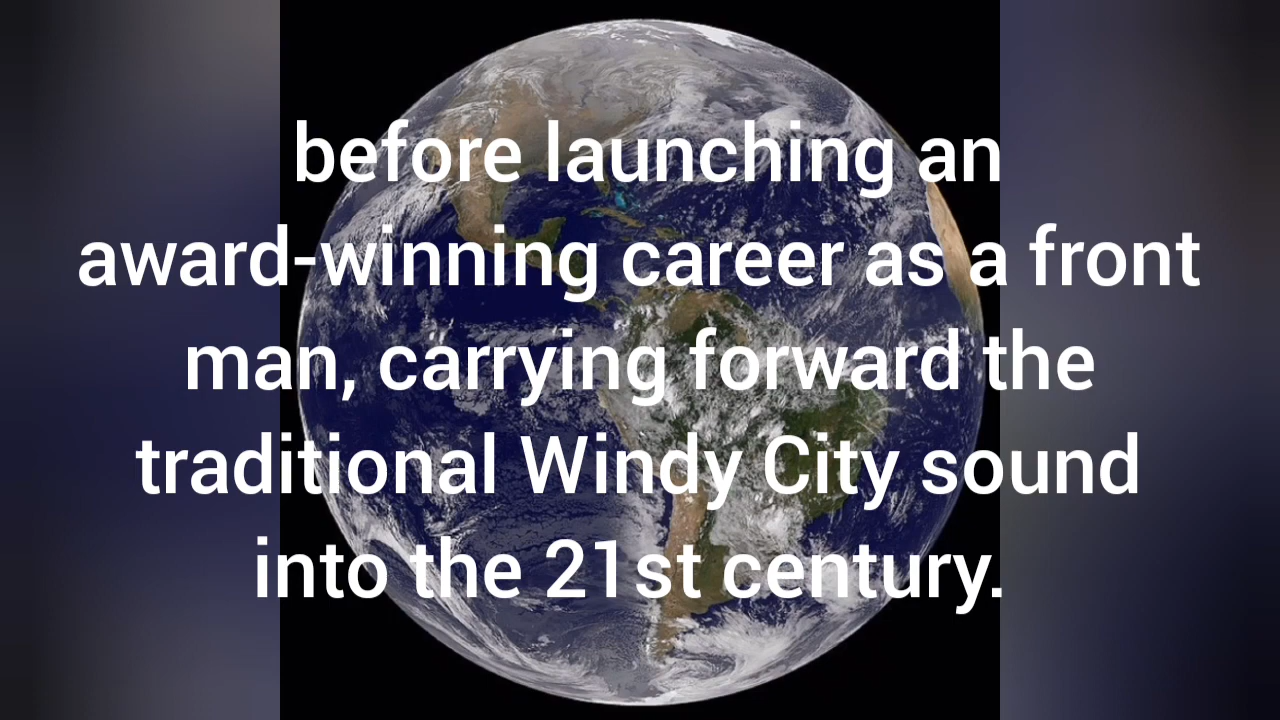 before launching an
award-winning career as a front
man, carrying forward the
traditional Windy City sound
into the 21st century.